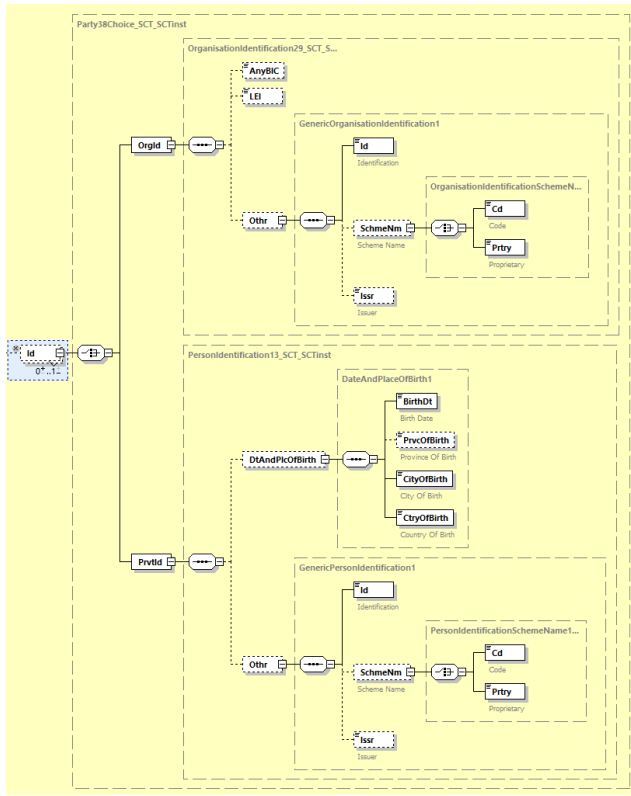 Party38Choice_SCT_SCTinst
OrganisationIdentification29_SCT_S...
AnyBIC
LEI
GenericOrganisationIdentification1
OrgId
Id
Identification
OrganisationIdentificationSchemeN...
Cd
Code
Othr
SchmeNm
Scheme Name
Prtry
Proprietary
Issr
Issuer
Id
PersonIdentification13_SCT_SCTinst
DateAndPlaceOfBirth1
BirthDt
Birth Date
PrvcOfBirth
Province Of Birth
DtAndPlcOfBirth
CityOfBirth
City Of Birth
CtryOfBirth
Country Of Birth
PrvtId
GenericPersonIdentification1
Id
Identification
PersonIdentificationSchemeName1...
Cd
Code
Othr
SchmeNm
Scheme Name
Prtry
Proprietary
Issr
Issuer